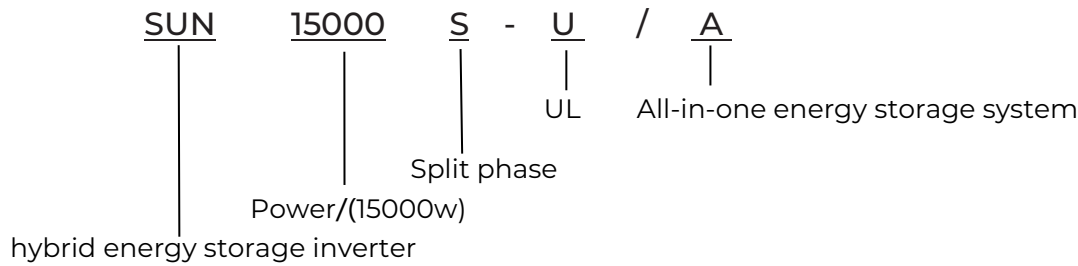 SUN 15000 S - U / A
UL All-in-one energy storage system
Split phase
Power/(15000w)
hybrid energy storage inverter